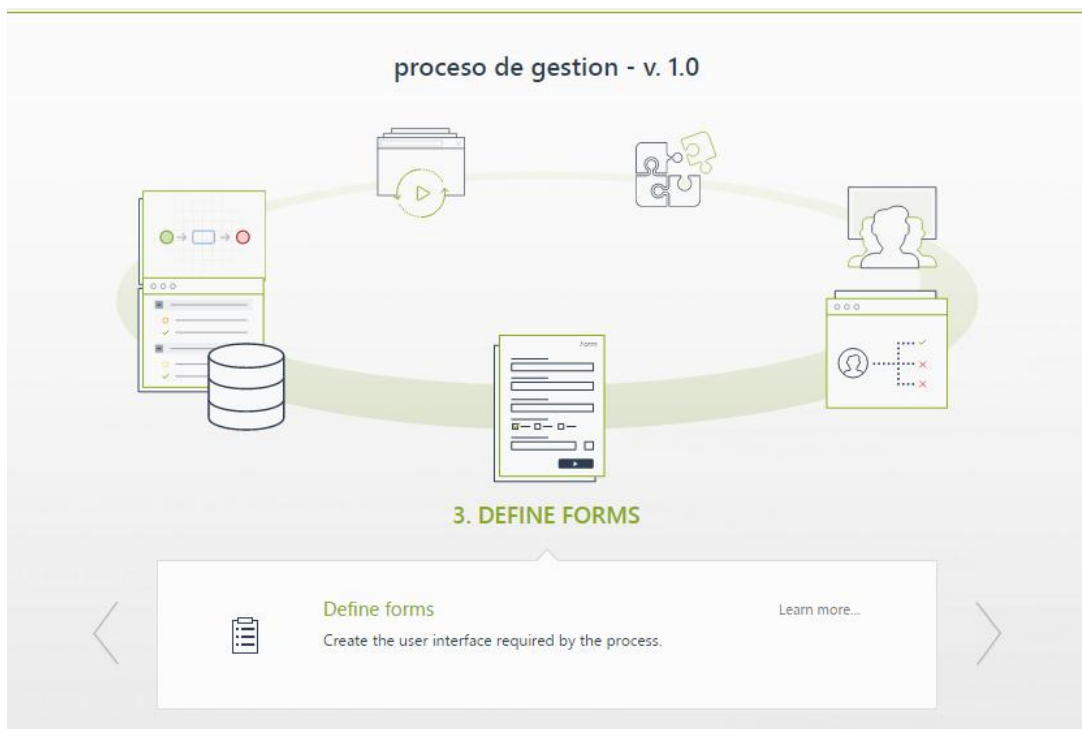 proceso de gestion - v. 1.0
Form
3. DEFINE FORMS
Define forms
Learn more...
Create the user interface required by the process.